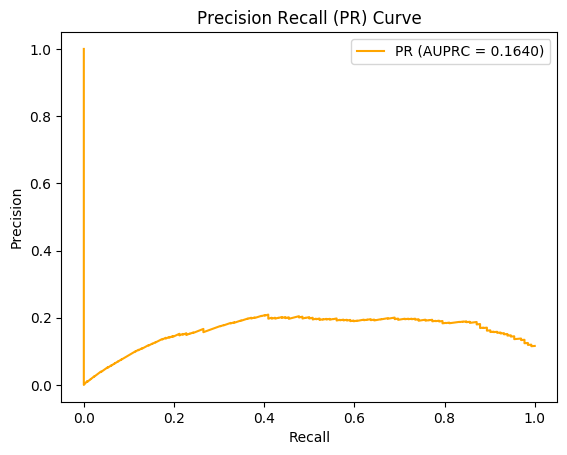 Precision Recall (PR) Curve
PR (AUPRC = 0.1640)
1.0
0.8
0.6
0.4
0.2
0.0
Precision
0.0 0.2 0.4 0.6 0.8 1.0
Recall